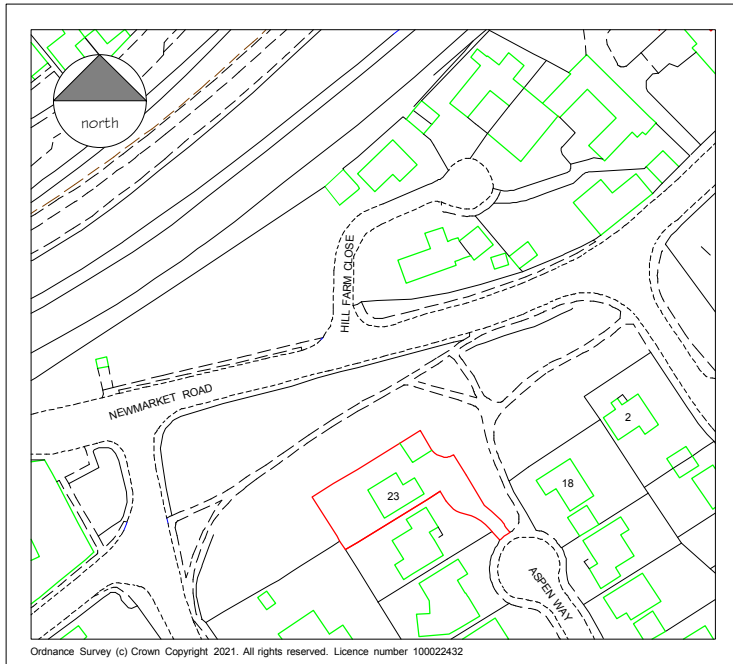 north
HILL FARM CLOSE
NEWMARKET ROAD
2
18
23
ASPEN WAY
Ordnance Survey (c) Crown Copyright 2021. All rights reserved. Licence number 100022432